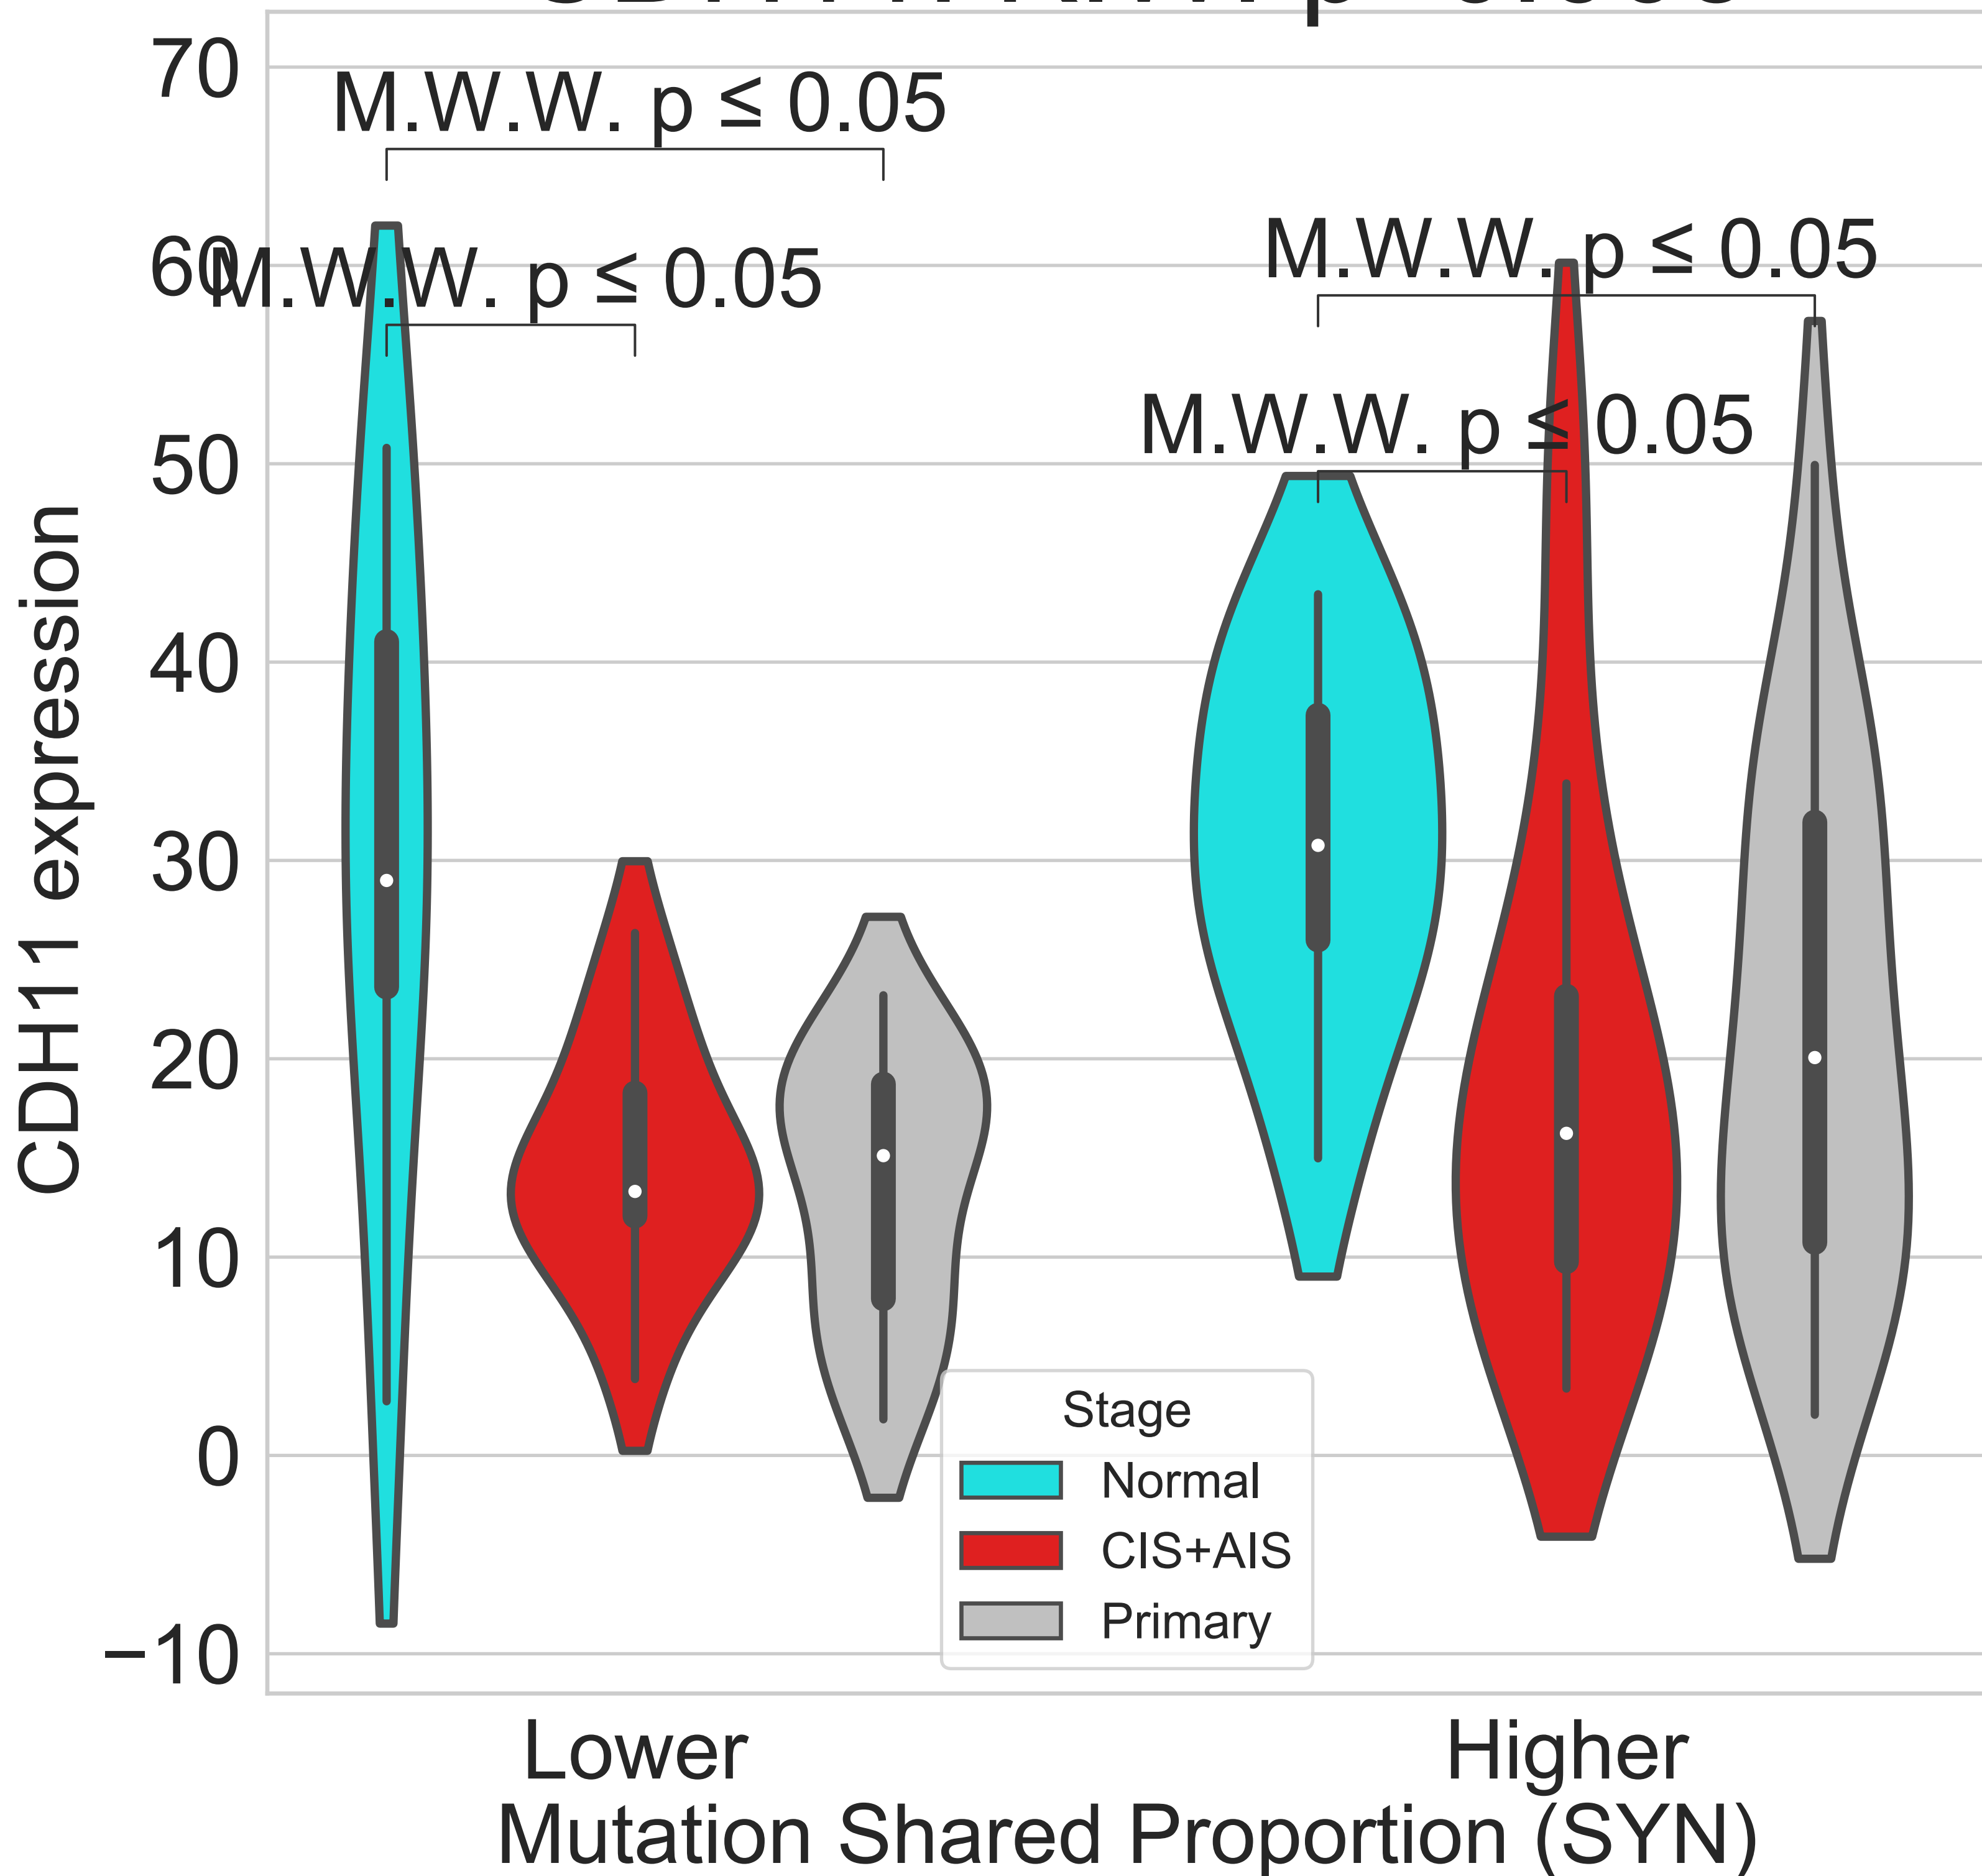 70
M.W.W. p ≤ 0.05
60
M.W.W. p ≤ 0.05
M.W.W. p ≤ 0.05
50
M.W.W. p ≤ 0.05
40
30
20
10
0
−10
CDH11 expression
Stage
Normal
CIS+AIS
Primary
Lower
Higher
Mutation Shared Proportion (SYN)